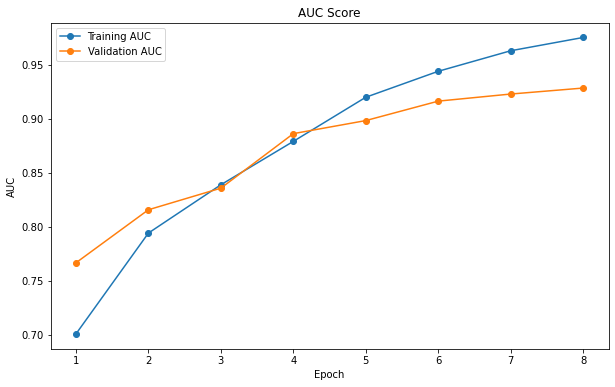 AUC Score
Training AUC
Validation AUC
0.95
0.90
0.85
0.80
0.75
0.70
AUC
1 2 3 4 5 6 7 8
Epoch